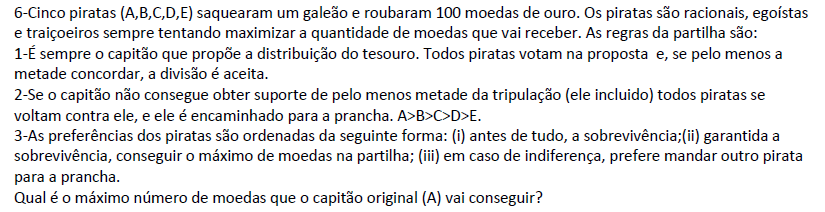 6-Cinco piratas (A,B,C,D,E) saquearam um galeão e roubaram 100 moedas de ouro. Os piratas são racionais, egoístas
e traiçoeiros sempre tentando maximizar a quantidade de moedas que vai receber. As regras da partilha são:
1-É sempre o capitão que propõe a distribuição do tesouro. Todos piratas votam na proposta e, se pelo menos a
metade concordar, a divisão é aceita.
2-Se o capitão não consegue obter suporte de pelo menos metade da tripulação (ele incluido) todos piratas se
voltam contra ele, e ele é encaminhado para a prancha. A>B>C>D>E.
3-As preferências dos piratas são ordenadas da seguinte forma: (i) antes de tudo, a sobrevivência;(ii) garantida a
sobrevivência, conseguir o máximo de moedas na partilha; (iii) em caso de indiferença, prefere mandar outro pirata
para a prancha.
Qual é o máximo número de moedas que o capitão original (A) vai conseguir?